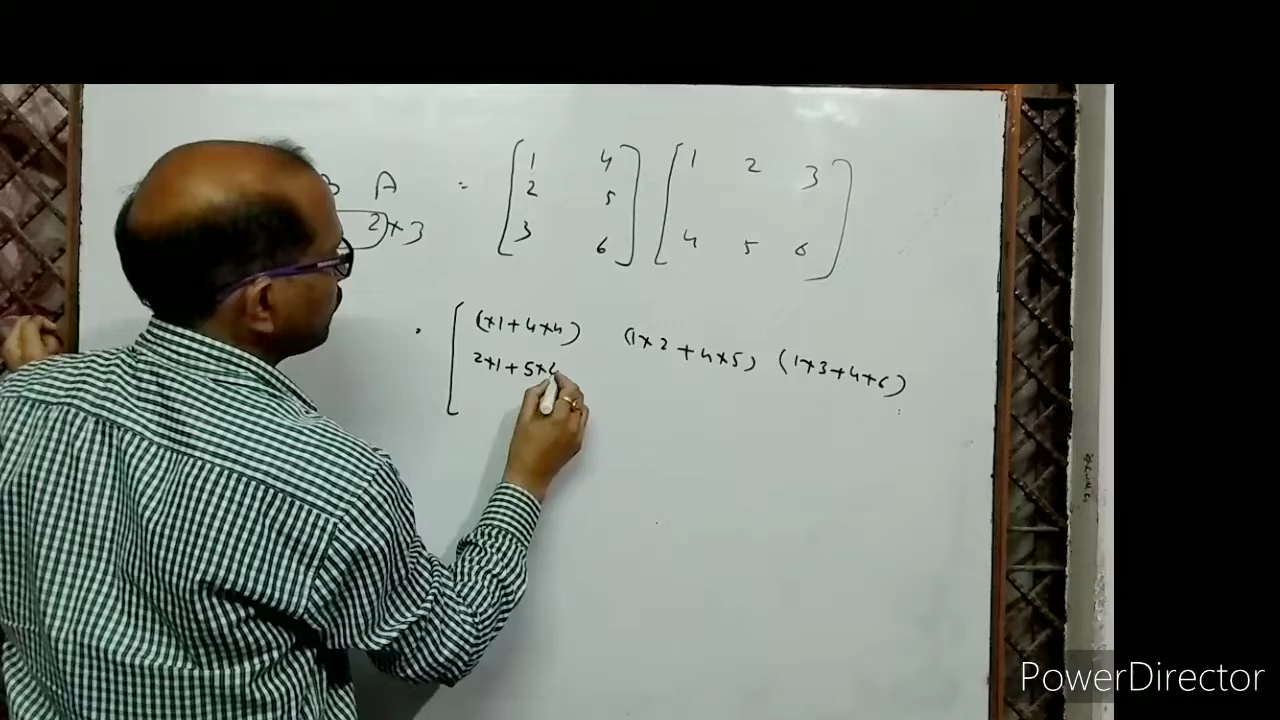 A = [ 1 4 ] [ 1 2 3 ]
2 5
2×3 3 6 4 5 6
(×1+4×4) (1×2+4×5) (1×3+4×6)
2×1+5×
PowerDirector